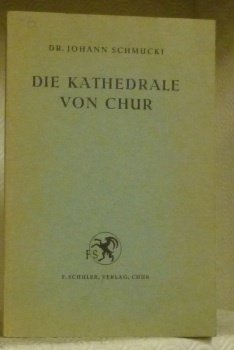 DR. JOHANN SCHMUCKI
DIE KATHEDRALE
VON CHUR
FS
F. SCHULER, VERLAG, CHUR